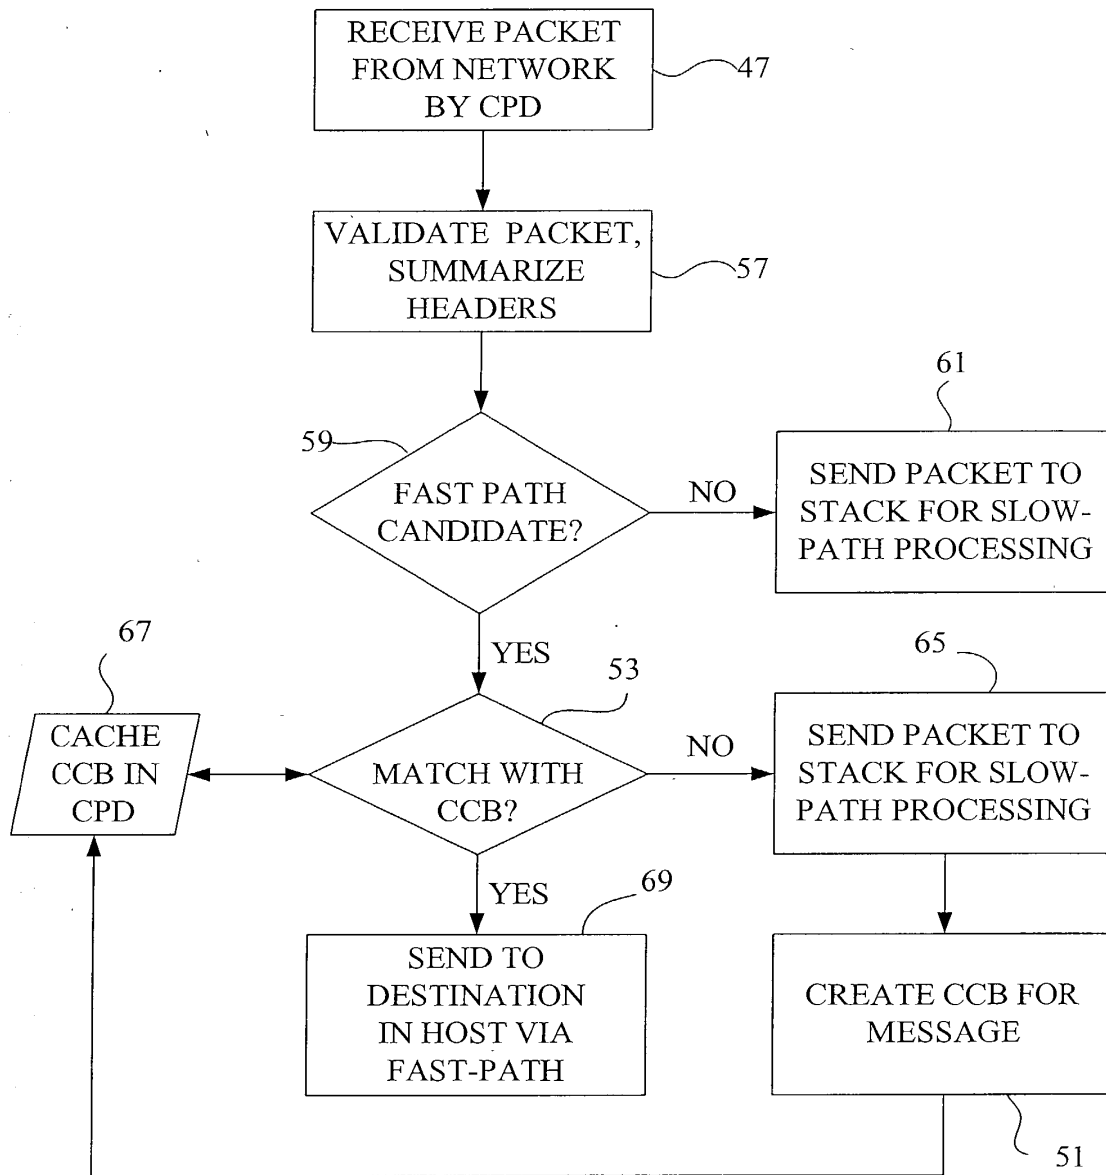 RECEIVE PACKET
FROM NETWORK
BY CPD
47
VALIDATE PACKET,
SUMMARIZE
HEADERS
57
59
FAST PATH
CANDIDATE?
NO
61
SEND PACKET TO
STACK FOR SLOW-
PATH PROCESSING
YES
67
CACHE
CCB IN
CPD
53
MATCH WITH
CCB?
NO
65
SEND PACKET TO
STACK FOR SLOW-
PATH PROCESSING
YES
69
SEND TO
DESTINATION
IN HOST VIA
FAST-PATH
CREATE CCB FOR
MESSAGE
51